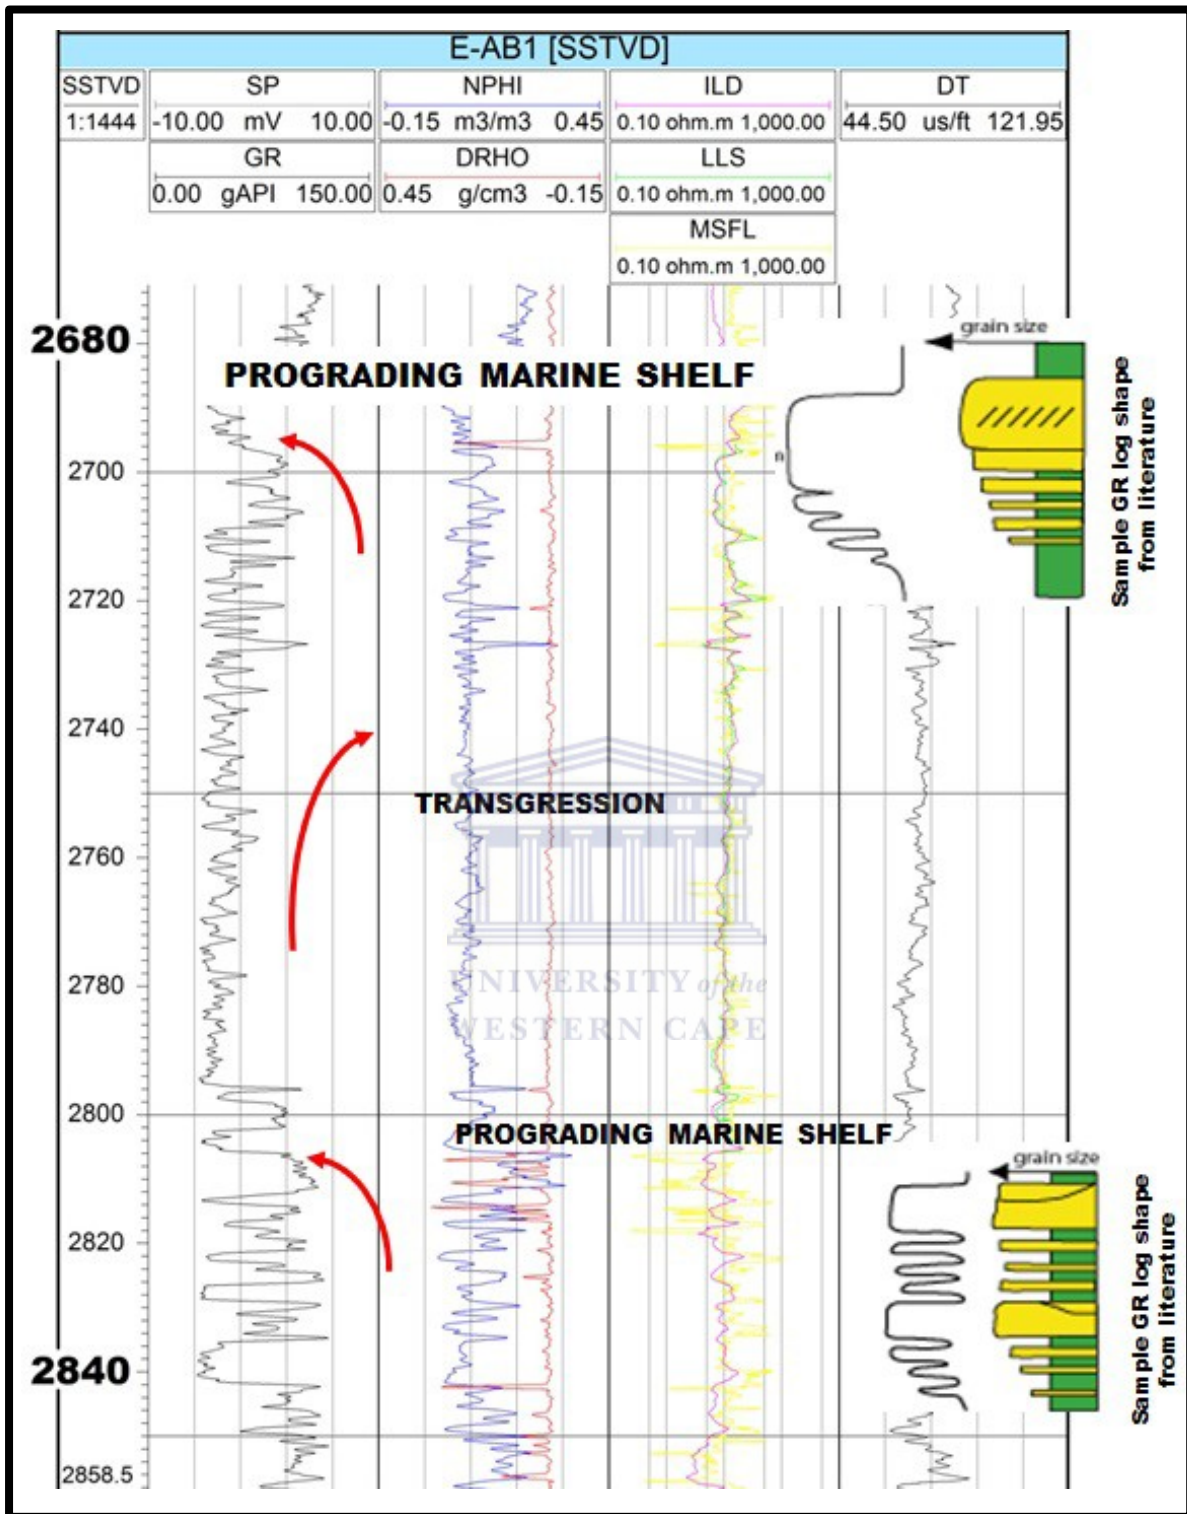 E-AB1 [SSTVD]
SSTVD SP NPHI ILD DT
1:1444 -10.00 mV 10.00 -0.15 m3/m3 0.45 0.10 ohm.m 1,000.00 44.50 us/ft 121.95
GR DRHO LLS
0.00 gAPI 150.00 0.45 g/cm3 -0.15 0.10 ohm.m 1,000.00
MSFL
0.10 ohm.m 1,000.00
2680
grain size
PROGRADING MARINE SHELF
Sample GR log shape
from literature
n
2700
2720
2740
TRANSGRESSION
2760
2780
UNIVERSITY of the
WESTERN CAPE
2800
PROGRADING MARINE SHELF
grain size
Sample GR log shape
from literature
2820
2840
2858.5